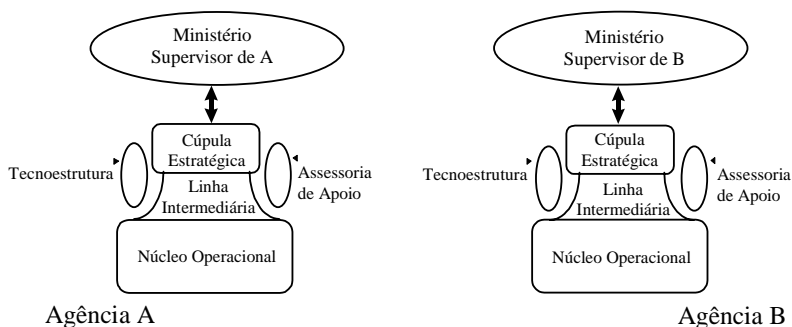 Ministério
Supervisor de A
Cúpula
Estratégica
Tecnoestrutura
Linha
Intermediária
Assessoria
de Apoio
Núcleo Operacional
Agência A
Ministério
Supervisor de B
Cúpula
Estratégica
Tecnoestrutura
Linha
Intermediária
Assessoria
de Apoio
Núcleo Operacional
Agência B